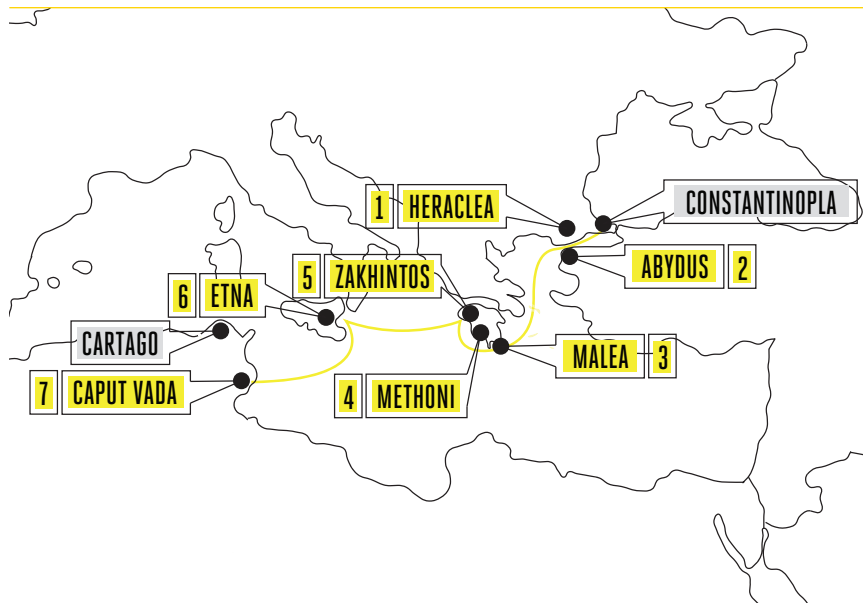 1 HERACLEA
CONSTANTINOPLA
5 ZAKHINTOS
ABYDUS 2
6 ETNA
CARTAGO
MALEA 3
7 CAPUT VADA
4 METHONI